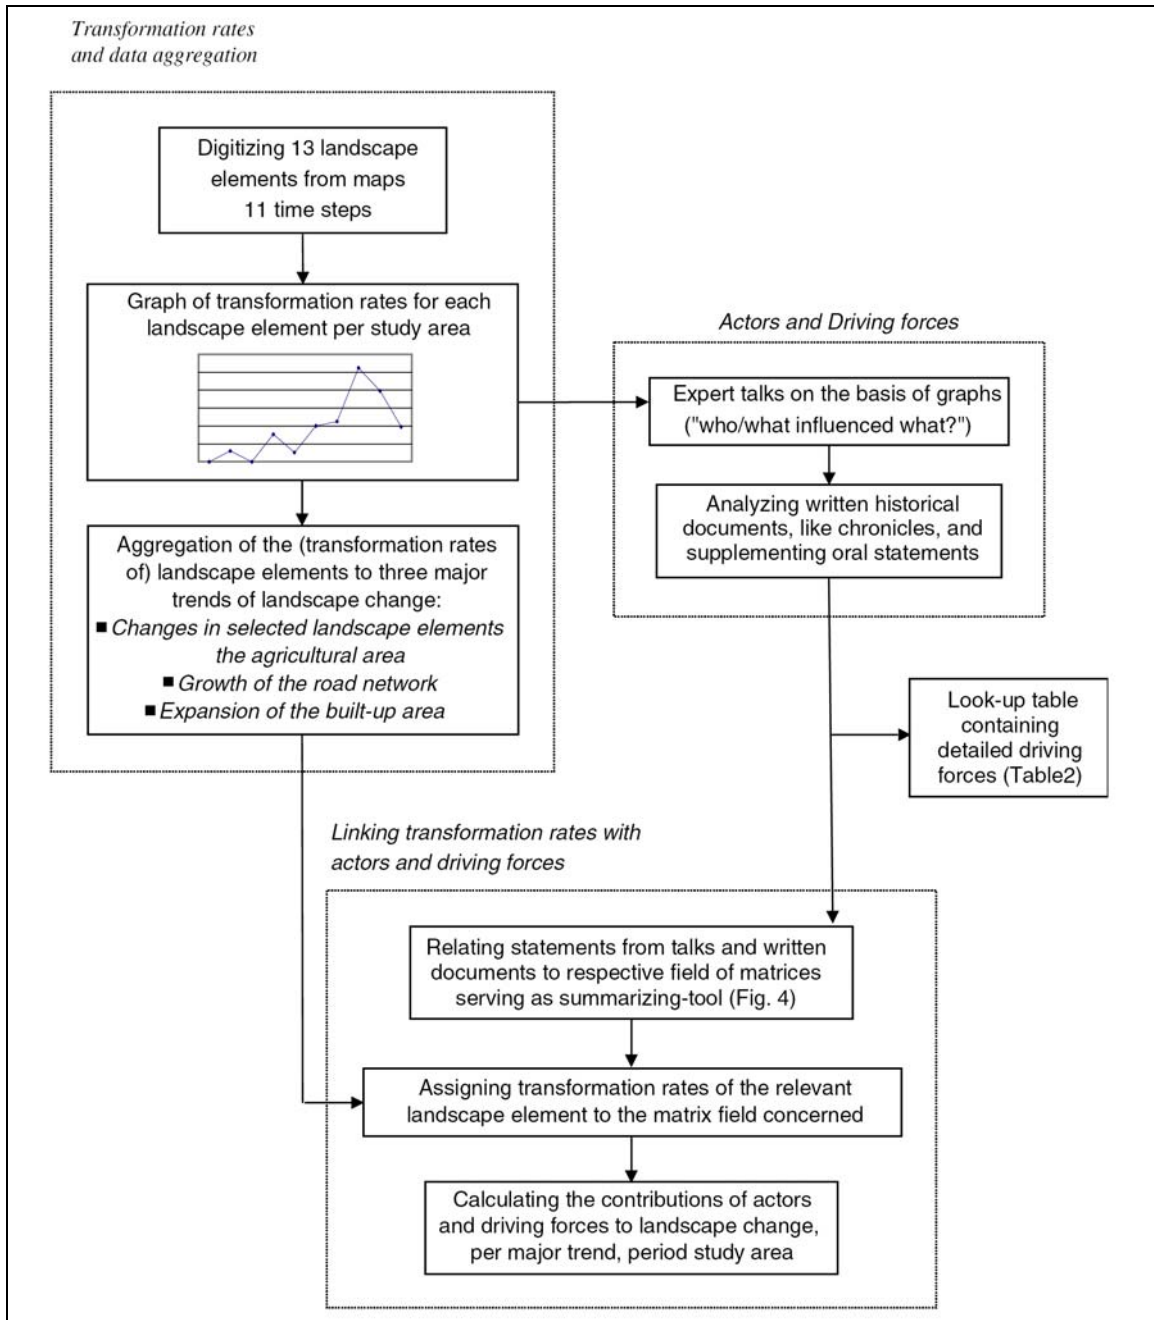 Transformation rates
and data aggregation
Digitizing 13 landscape
elements from maps
11 time steps
Graph of transformation rates for each
landscape element per study area
Aggregation of the (transformation rates
of) landscape elements to three major
trends of landscape change:
■ Changes in selected landscape elements
the agricultural area
■ Growth of the road network
■ Expansion of the built-up area
Actors and Driving forces
Expert talks on the basis of graphs
("who/what influenced what?")
Analyzing written historical
documents, like chronicles, and
supplementing oral statements
Look-up table
containing
detailed driving
forces (Table2)
Linking transformation rates with
actors and driving forces
Relating statements from talks and written
documents to respective field of matrices
serving as summarizing-tool (Fig. 4)
Assigning transformation rates of the relevant
landscape element to the matrix field concerned
Calculating the contributions of actors
and driving forces to landscape change,
per major trend, period study area